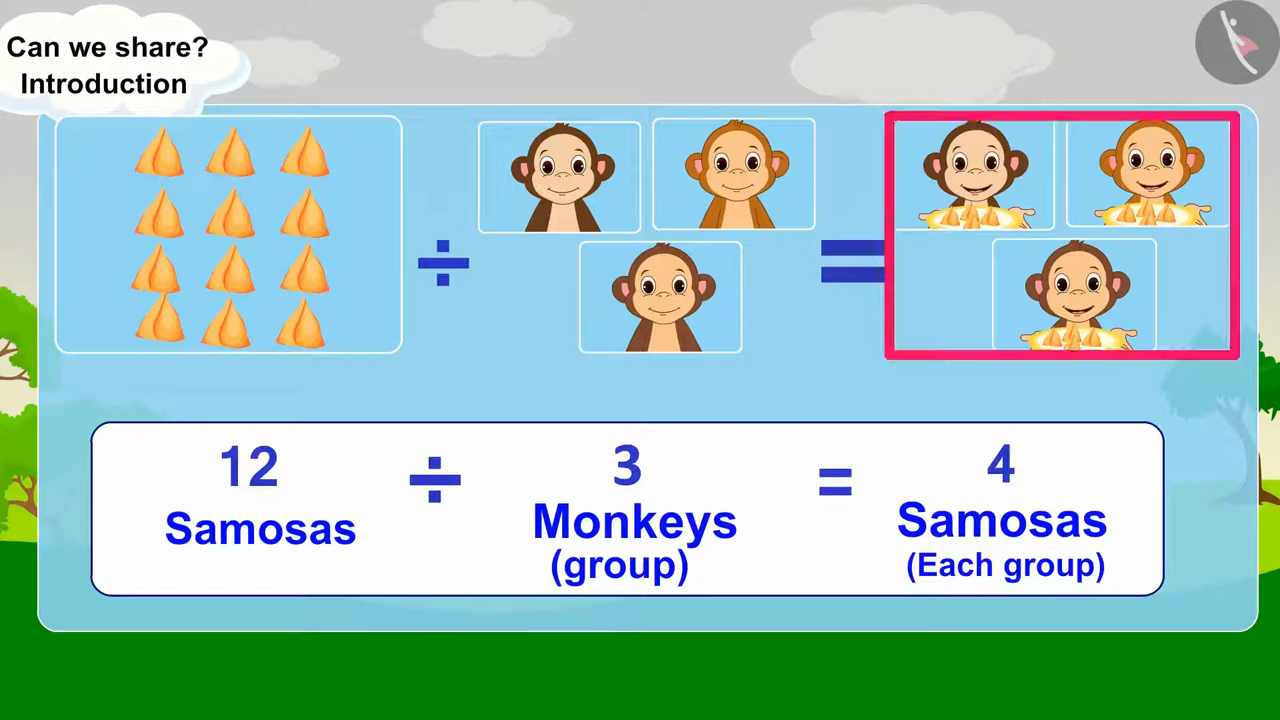 Can we share?
Introduction
÷ =
12 ÷ 3 = 4
Samosas Monkeys Samosas
(group) (Each group)